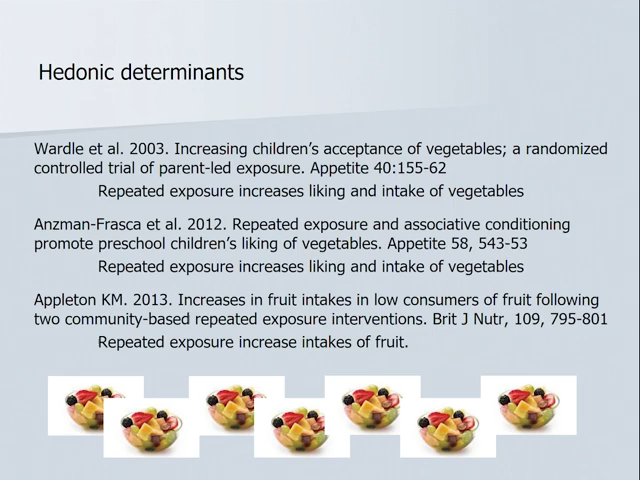 Hedonic determinants
Wardle et al. 2003. Increasing children's acceptance of vegetables; a randomized
controlled trial of parent-led exposure. Appetite 40:155-62
Repeated exposure increases liking and intake of vegetables
Anzman-Frasca et al. 2012. Repeated exposure and associative conditioning
promote preschool children's liking of vegetables. Appetite 58, 543-53
Repeated exposure increases liking and intake of vegetables
Appleton KM. 2013. Increases in fruit intakes in low consumers of fruit following
two community-based repeated exposure interventions. Brit J Nutr, 109, 795-801
Repeated exposure increase intakes of fruit.